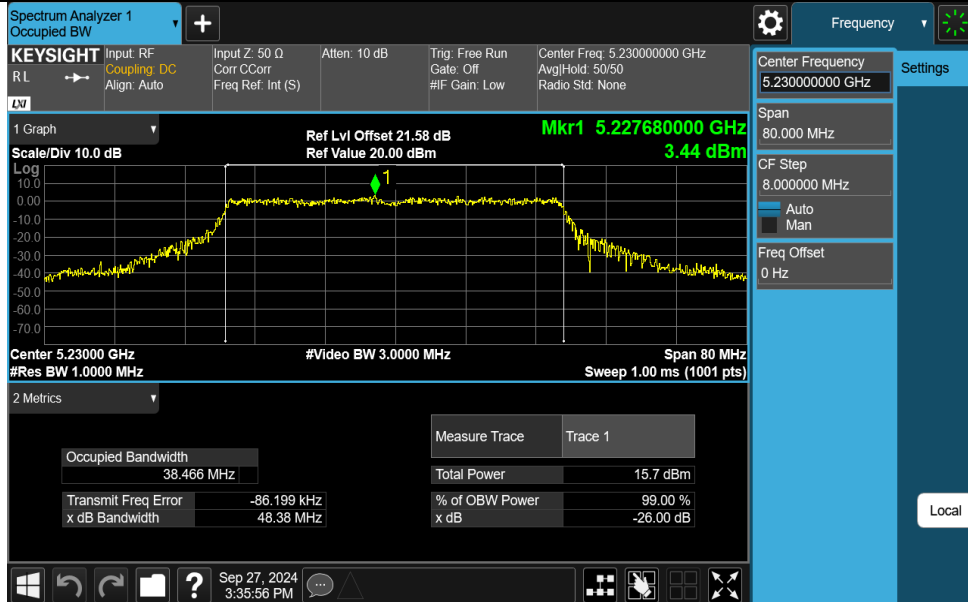 Spectrum Analyzer 1
Occupied BW
+
Frequency
KEYSIGHT
R L
LXI
Input: RF
Coupling: DC
Align: Auto
Input Z: 50 Ω
Corr CCorr
Freq Ref: Int (S)
Atten: 10 dB
Trig: Free Run
Gate: Off
#IF Gain: Low
Center Freq: 5.230000000 GHz
Avg|Hold: 50/50
Radio Std: None
Center Frequency
5.230000000 GHz
Settings
Span
80.000 MHz
CF Step
8.000000 MHz
Auto
Man
Freq Offset
0 Hz
Local
1 Graph
Scale/Div 10.0 dB
Ref Lvl Offset 21.58 dB
Ref Value 20.00 dBm
Mkr1 5.227680000 GHz
3.44 dBm
Log
10.0
0.00
-10.0
-20.0
-30.0
-40.0
-50.0
-60.0
-70.0
1
Center 5.23000 GHz
#Res BW 1.0000 MHz
#Video BW 3.0000 MHz
Span 80 MHz
Sweep 1.00 ms (1001 pts)
2 Metrics
Measure Trace Trace 1
Occupied Bandwidth
38.466 MHz
Total Power 15.7 dBm
Transmit Freq Error -86.199 kHz
% of OBW Power 99.00 %
x dB Bandwidth 48.38 MHz
x dB -26.00 dB
?
Sep 27, 2024
3:35:56 PM